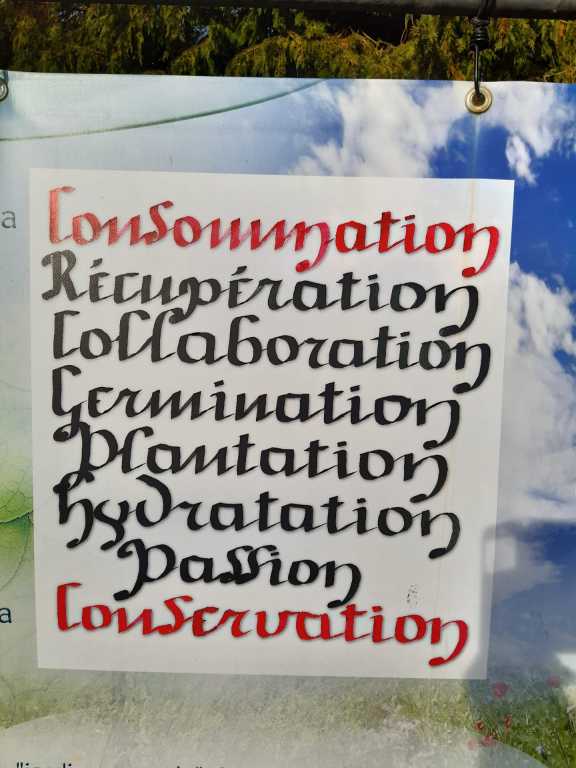 a
Consommation
Récupération
Collaboration
Germination
Plantation
hydratation
Passion
Conservation
a